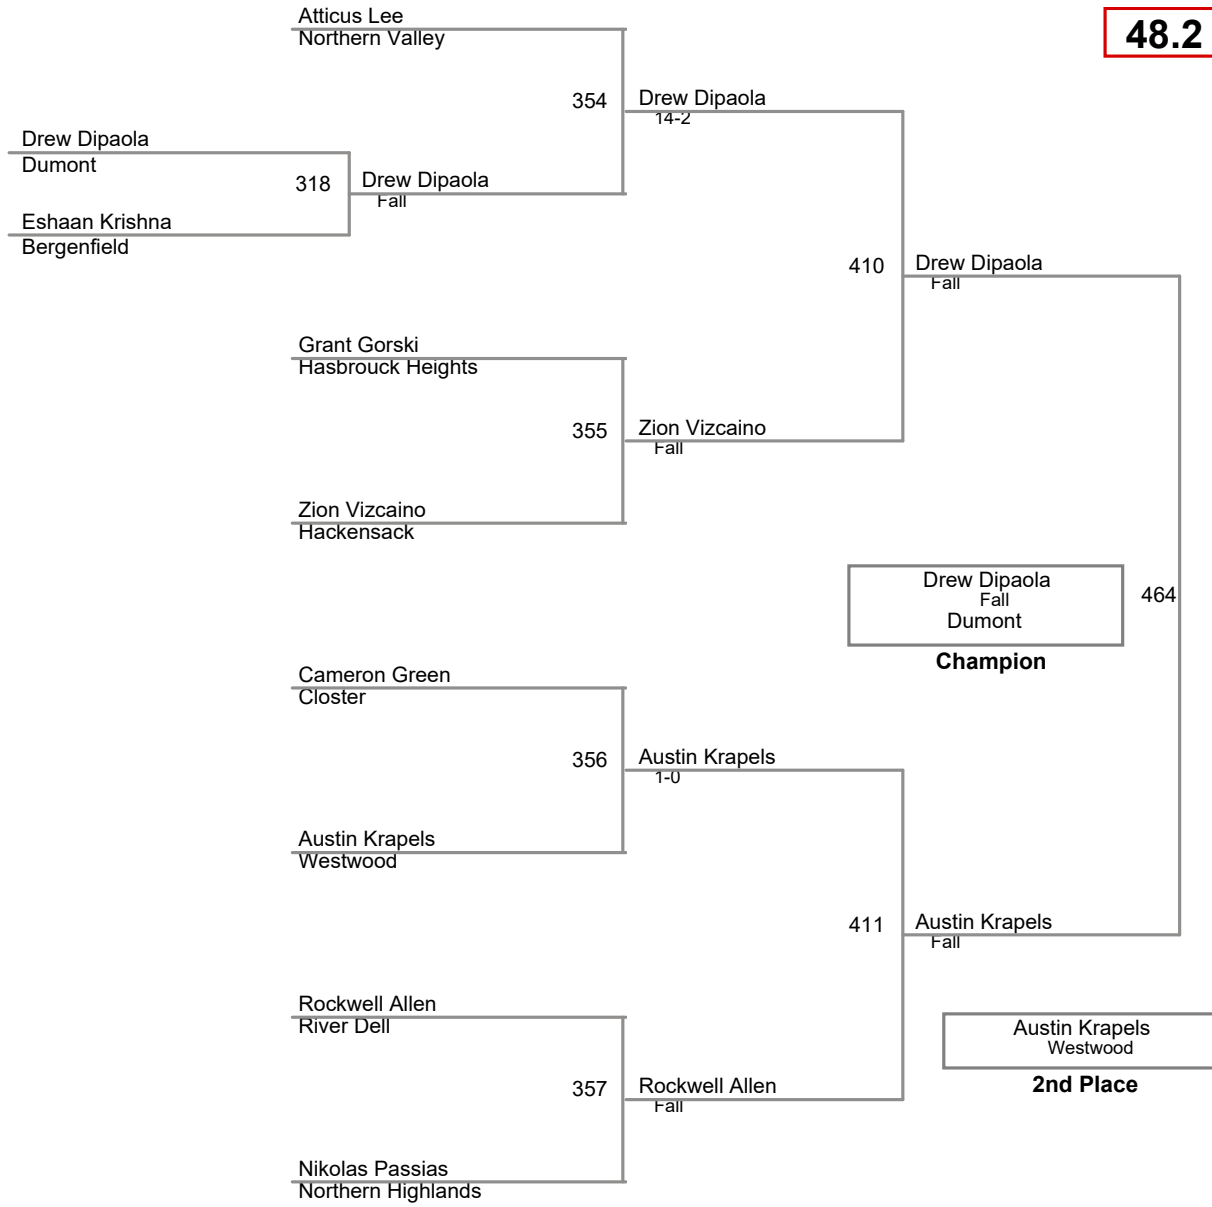 Atticus Lee
Northern Valley
48.2
354
Drew Dipaola
14-2
Drew Dipaola
Dumont
318
Drew Dipaola
Fall
Eshaan Krishna
Bergenfield
410
Drew Dipaola
Fall
Grant Gorski
Hasbrouck Heights
355
Zion Vizcaino
Fall
Zion Vizcaino
Hackensack
Drew Dipaola
Fall
Dumont
464
Champion
Cameron Green
Closter
356
Austin Krapels
1-0
Austin Krapels
Westwood
411
Austin Krapels
Fall
Rockwell Allen
River Dell
Austin Krapels
Westwood
2nd Place
357
Rockwell Allen
Fall
Nikolas Passias
Northern Highlands